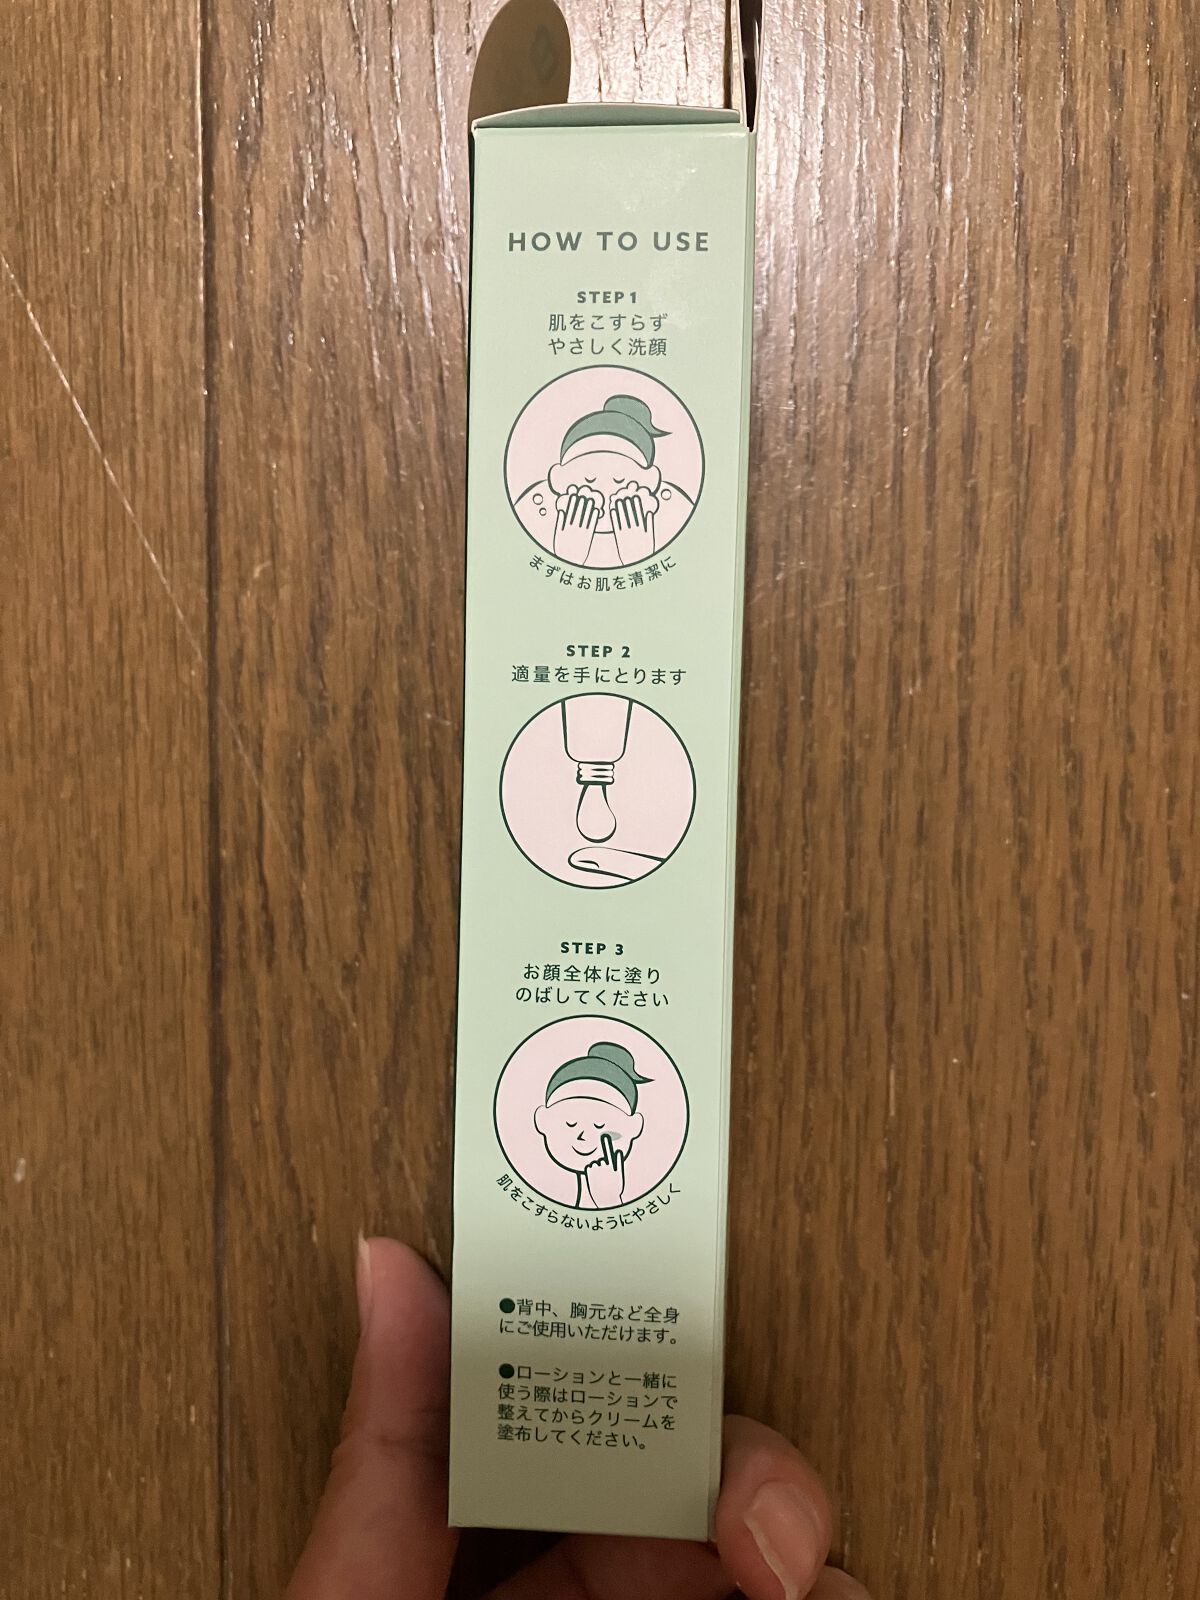 HOW TO USE
STEP 1
肌をこすらず
やさしく洗顔
まずはお肌を清潔に
STEP 2
適量を手にとります
STEP 3
お顔全体に塗り
のばしてください
肌をこすらないようにやさしく
●背中、胸元など全身
にご使用いただけます。
●ローションと一緒に
使う際はローションで
整えてからクリームを
塗布してください。